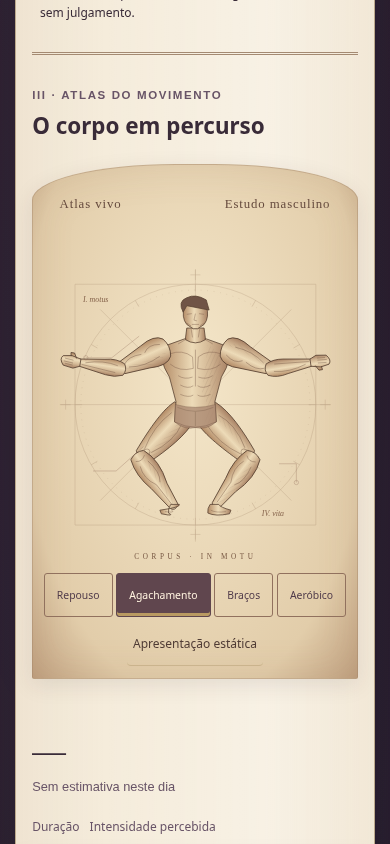 sem julgamento.
III · ATLAS DO MOVIMENTO
O corpo em percurso
Atlas vivo Estudo masculino
I. motus
IV. vita
CORPUS · IN MOTU
Repouso Agachamento Braços Aeróbico
Apresentação estática
Sem estimativa neste dia
Duração Intensidade percebida